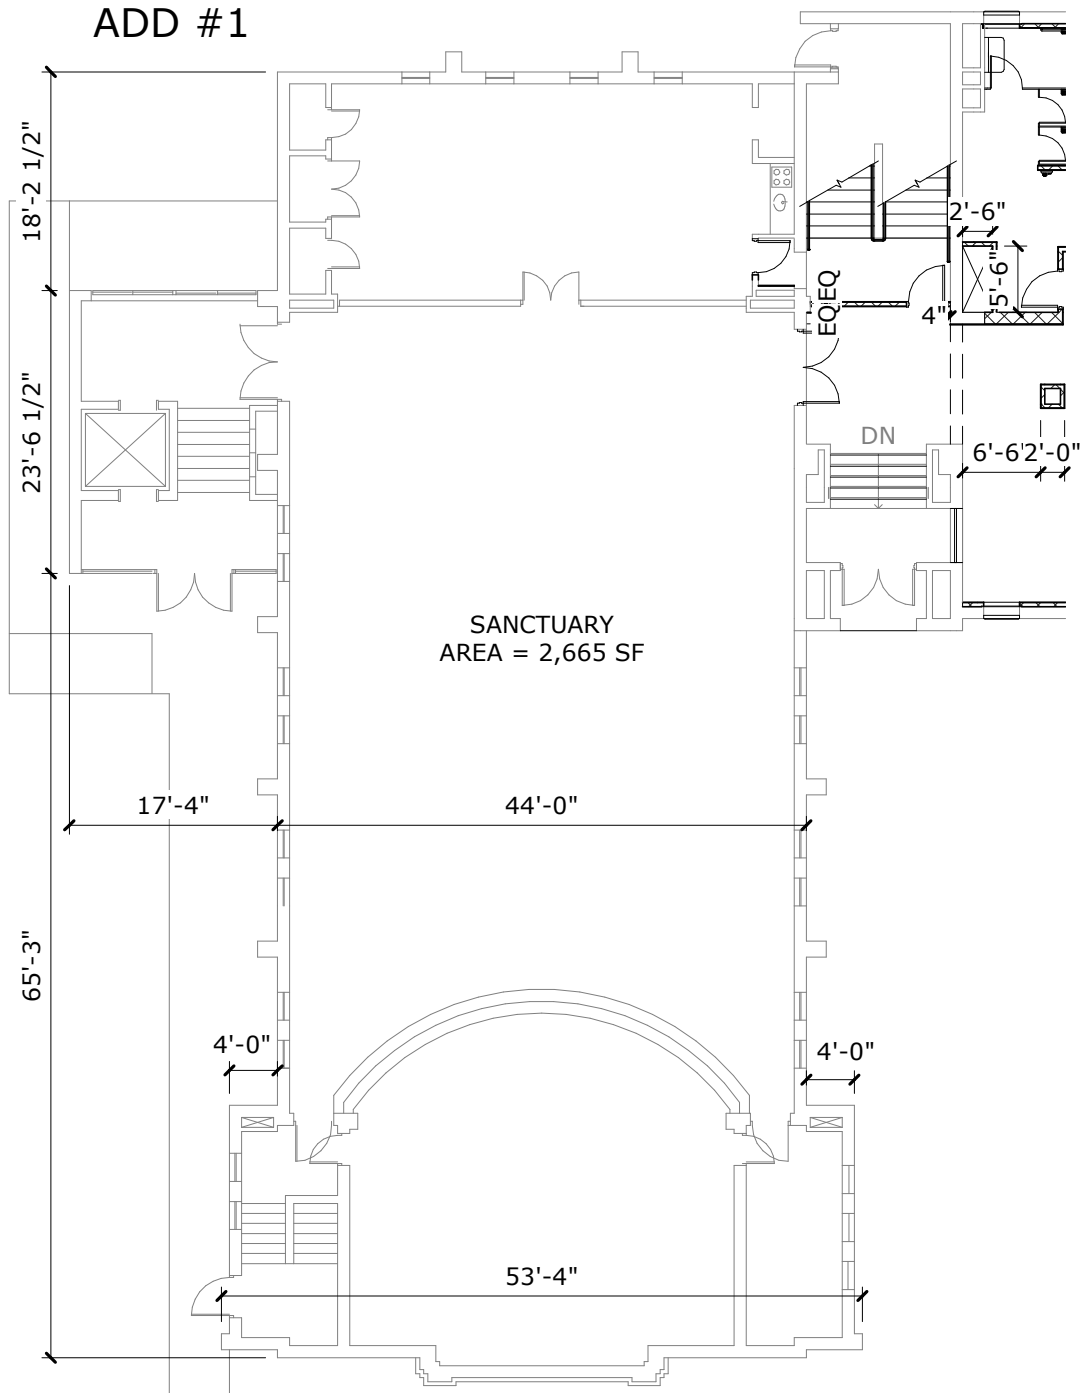 ADD #1
18'-2 1/2"
2'-6"
5'-6"
EQ
EQ
4"
23'-6 1/2"
DN
6'-6"
2'-0"
SANCTUARY
AREA = 2,665 SF
17'-4"
44'-0"
65'-3"
4'-0"
4'-0"
53'-4"